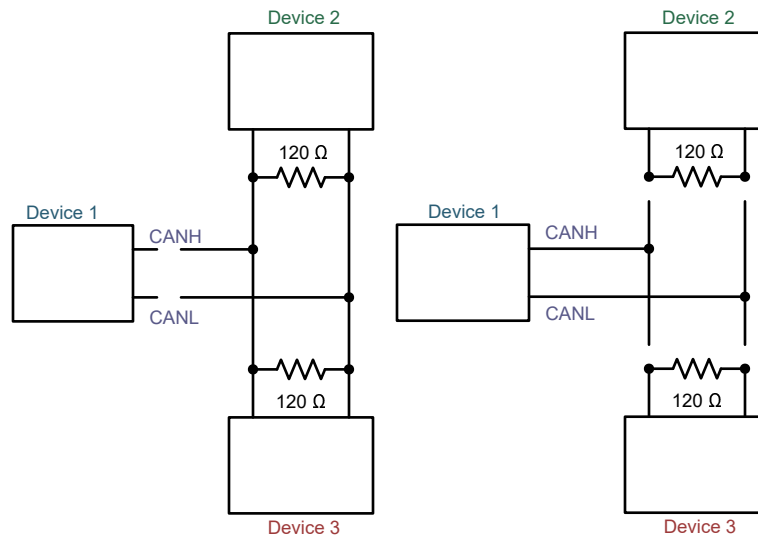 Device 2
120 Ω
Device 1
CANH
CANL
120 Ω
Device 3
Device 2
120 Ω
Device 1
CANH
CANL
120 Ω
Device 3